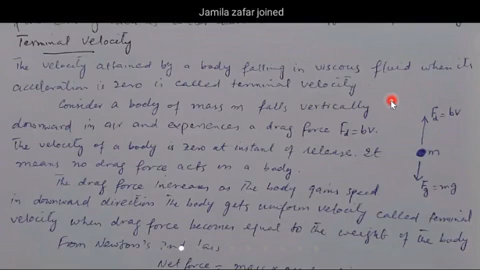 Jamila zafar joined
Terminal Velocity
The velocity attained by a body falling in viscous fluid when its
acceleration is zero is called terminal velocity
Consider a body of mass m falls vertically
downward in air and experiences a drag force Fd = bv.
The velocity of a body is zero at instant of release. It
means no drag force acts on a body.
The drag force increases as the body gains speed
in downward direction. The body gets uniform velocity called terminal
velocity when drag force becomes equal to the weight of the body
From Newton's 2nd law
Net force = mass
Fd = bv
m
Fg = mg